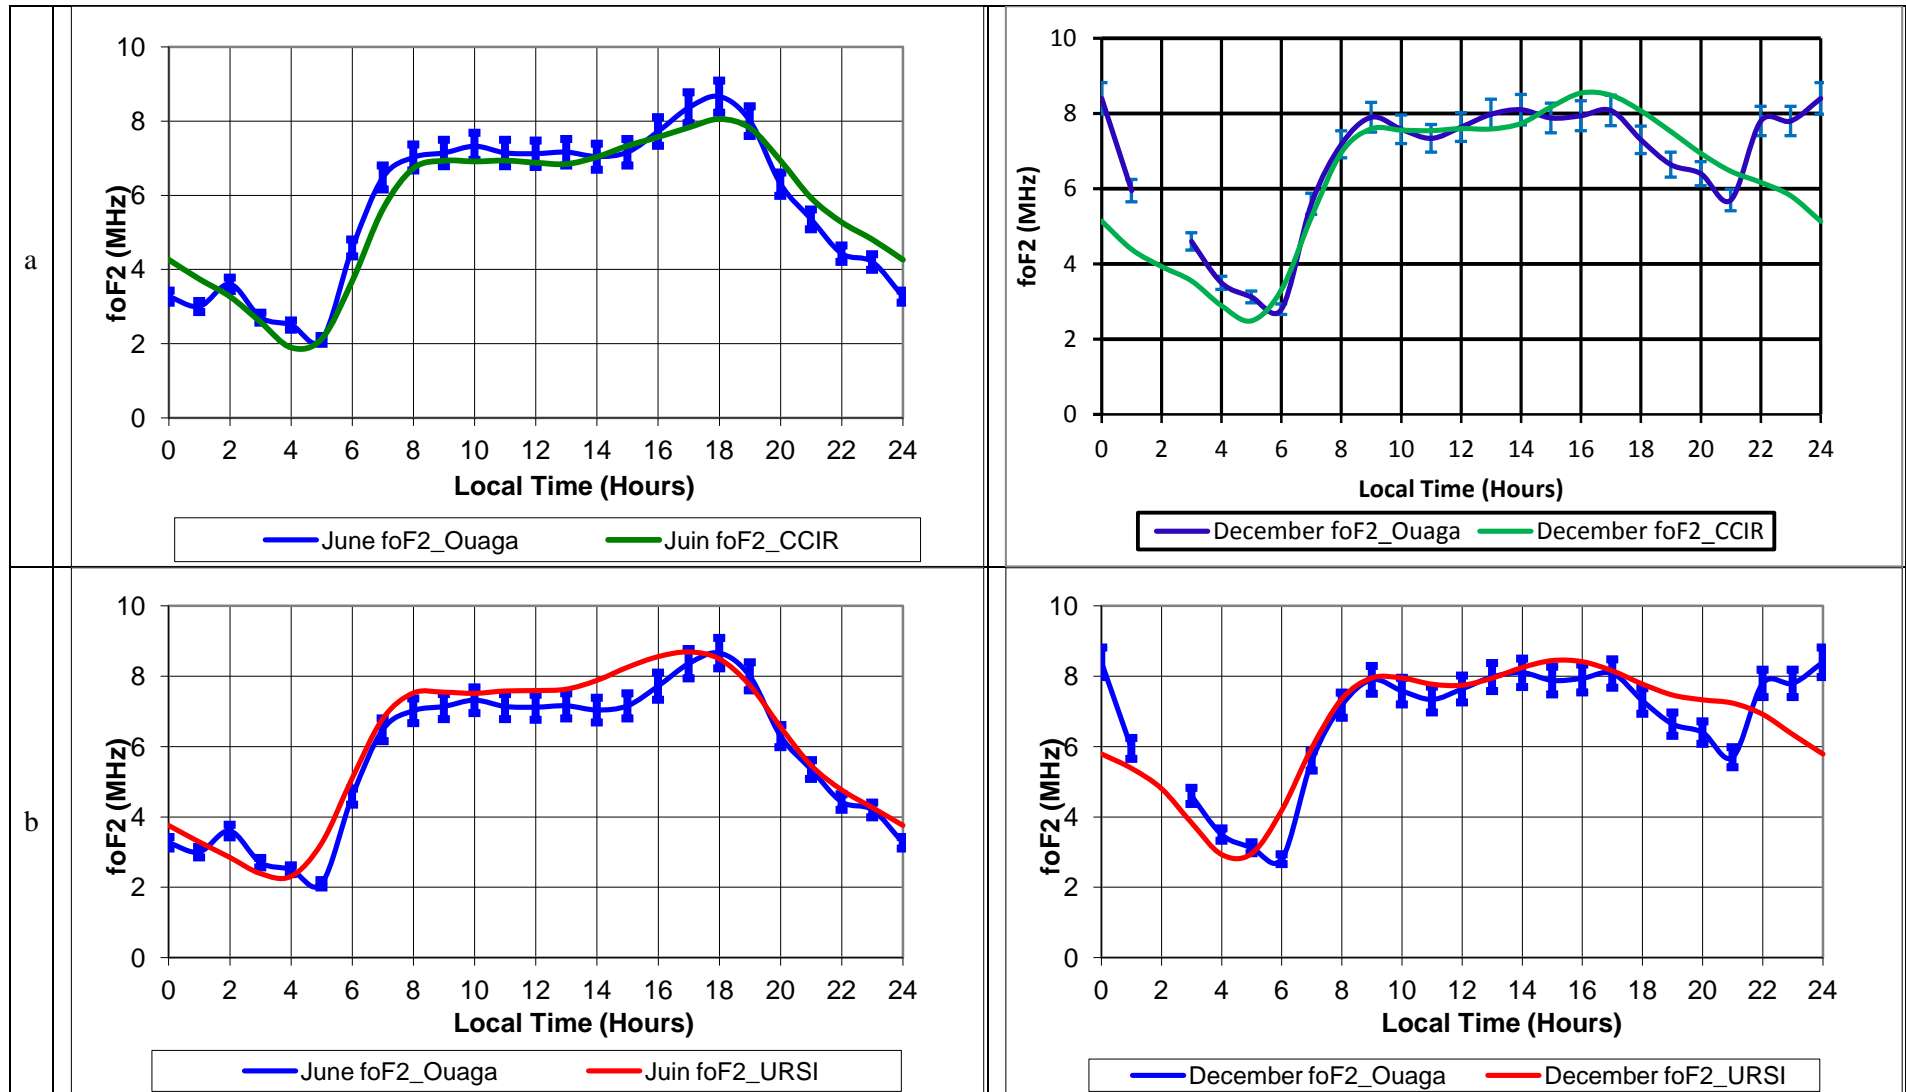 a
10
8
6
4
2
0
foF2 (MHz)
0 2 4 6 8 10 12 14 16 18 20 22 24
Local Time (Hours)
June foF2_Ouaga Juin foF2_CCIR
10
8
6
4
2
0
foF2 (MHz)
0 2 4 6 8 10 12 14 16 18 20 22 24
Local Time (Hours)
December foF2_Ouaga December foF2_CCIR
b
10
8
6
4
2
0
foF2 (MHz)
0 2 4 6 8 10 12 14 16 18 20 22 24
Local Time (Hours)
June foF2_Ouaga Juin foF2_URSI
10
8
6
4
2
0
foF2 (MHz)
0 2 4 6 8 10 12 14 16 18 20 22 24
Local Time (Hours)
December foF2_Ouaga December foF2_URSI